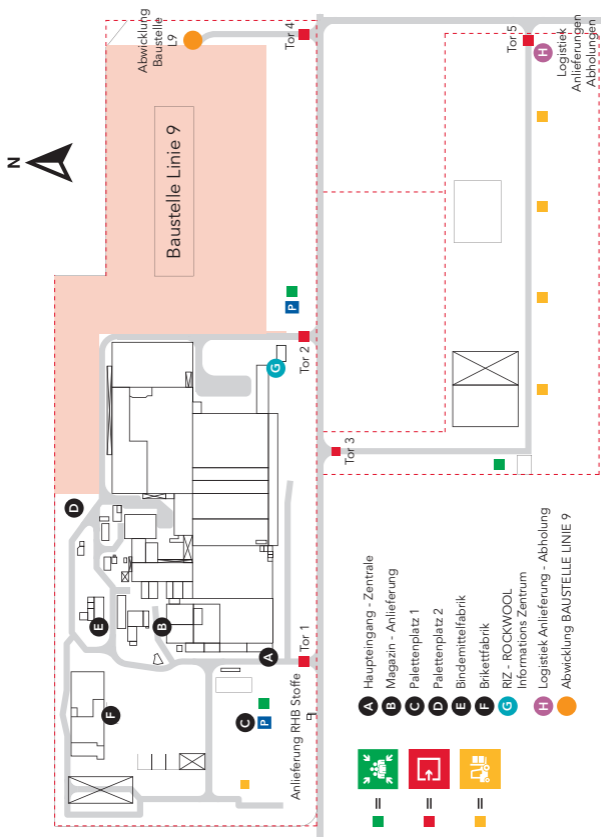 N
Abwicklung
Baustelle
L9
Tor 4
Tor 5
H
Logistiek
Anlieferungen
Abholungen
Baustelle Linie 9
P
Tor 2
G
Tor 3
D
E
B
A
Tor 1
F
C
P
Anlieferung RHB Stoffe
A Haupteingang - Zentrale
B Magazin - Anlieferung
C Palettenplatz 1
D Palettenplatz 2
E Bindemittelfabrik
F Brikettfabrik
G RIZ - ROCKWOOL
Informations Zentrum
H Logistiek Anlieferung - Abholung
Abwicklung BAUSTELLE LINIE 9
=
=
=